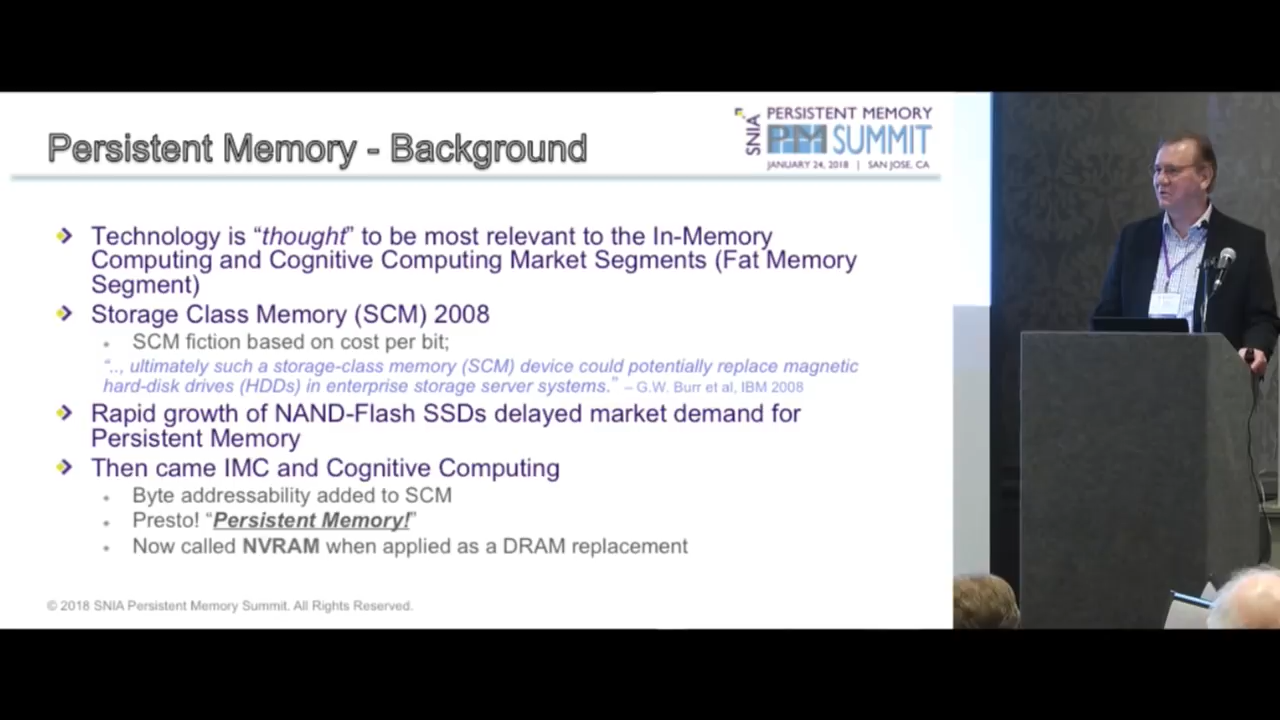 Persistent Memory - Background
SNIA
PERSISTENT MEMORY
PM SUMMIT
JANUARY 24, 2018 | SAN JOSE, CA
Technology is “thought” to be most relevant to the In-Memory
Computing and Cognitive Computing Market Segments (Fat Memory
Segment)
Storage Class Memory (SCM) 2008
SCM fiction based on cost per bit;
“.., ultimately such a storage-class memory (SCM) device could potentially replace magnetic
hard-disk drives (HDDs) in enterprise storage server systems.” – G.W. Burr et al, IBM 2008
Rapid growth of NAND-Flash SSDs delayed market demand for
Persistent Memory
Then came IMC and Cognitive Computing
Byte addressability added to SCM
Presto! “Persistent Memory!”
Now called NVRAM when applied as a DRAM replacement
© 2018 SNIA Persistent Memory Summit. All Rights Reserved.